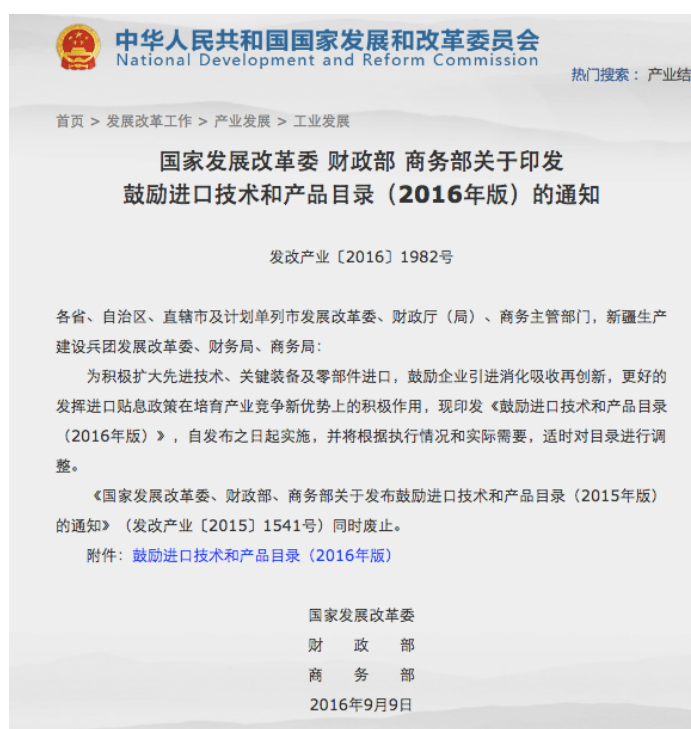 中华人民共和国国家发展和改革委员会
National Development and Reform Commission
热门搜索：产业结
首页 > 发展改革工作 > 产业发展 > 工业发展
国家发展改革委 财政部 商务部关于印发
鼓励进口技术和产品目录（2016年版）的通知
发改产业〔2016〕1982号
各省、自治区、直辖市及计划单列市发展改革委、财政厅（局）、商务主管部门，新疆生产
建设兵团发展改革委、财务局、商务局：
为积极扩大先进技术、关键装备及零部件进口，鼓励企业引进消化吸收再创新，更好的
发挥进口贴息政策在培育产业竞争新优势上的积极作用，现印发《鼓励进口技术和产品目录
（2016年版）》，自发布之日起实施，并将根据执行情况和实际需要，适时对目录进行调
整。
《国家发展改革委、财政部、商务部关于发布鼓励进口技术和产品目录（2015年版）
的通知》（发改产业〔2015〕1541号）同时废止。
附件：鼓励进口技术和产品目录（2016年版）
国家发展改革委
财 政 部
商 务 部
2016年9月9日